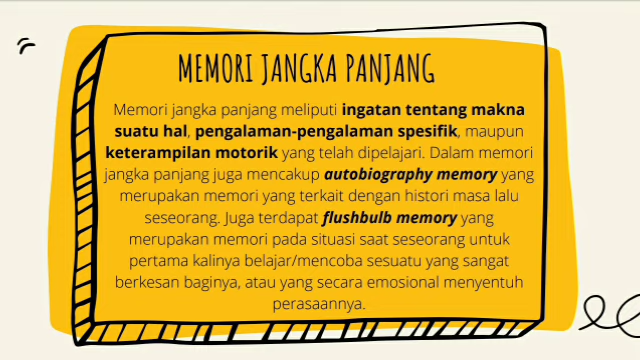 MEMORI JANGKA PANJANG
Memori jangka panjang meliputi ingatan tentang makna
suatu hal, pengalaman-pengalaman spesifik, maupun
keterampilan motorik yang telah dipelajari. Dalam memori
jangka panjang juga mencakup autobiography memory yang
merupakan memori yang terkait dengan histori masa lalu
seseorang. Juga terdapat flushbulb memory yang
merupakan memori pada situasi saat seseorang untuk
pertama kalinya belajar/mencoba sesuatu yang sangat
berkesan baginya, atau yang secara emosional menyentuh
perasaannya.